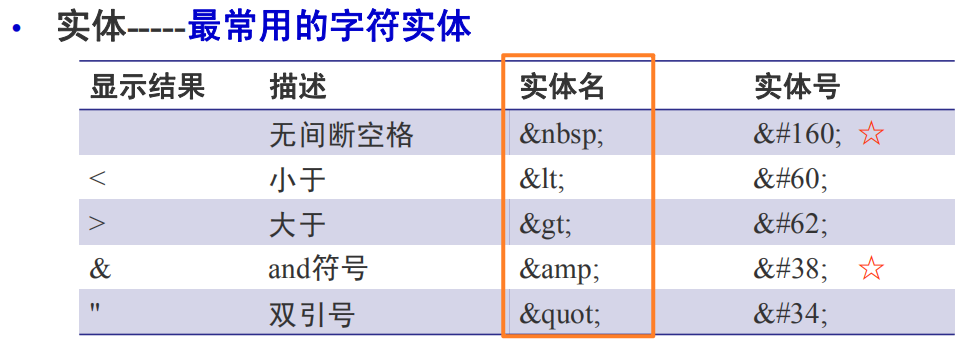 • 实体-----最常用的字符实体
显示结果 描述 实体名 实体号
无间断空格 &nbsp; &#160; ☆
< 小于 &lt; &#60;
> 大于 &gt; &#62;
& and符号 &amp; &#38; ☆
" 双引号 &quot; &#34;